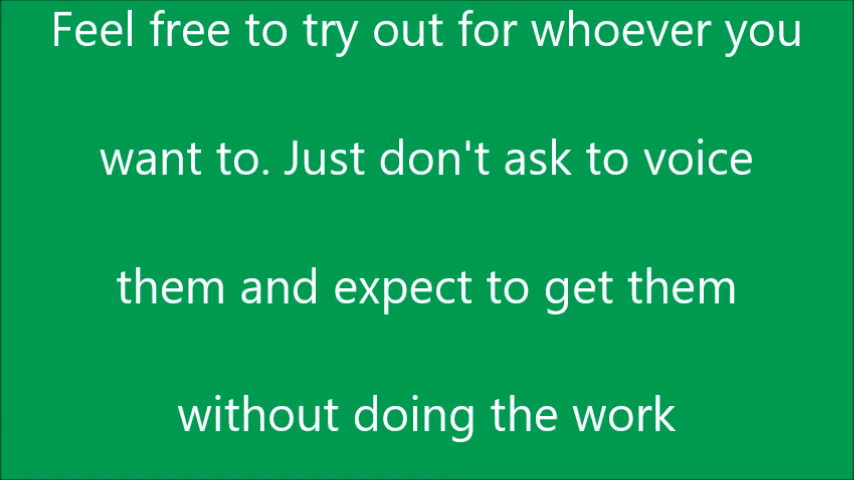 Feel free to try out for whoever you
want to. Just don't ask to voice
them and expect to get them
without doing the work